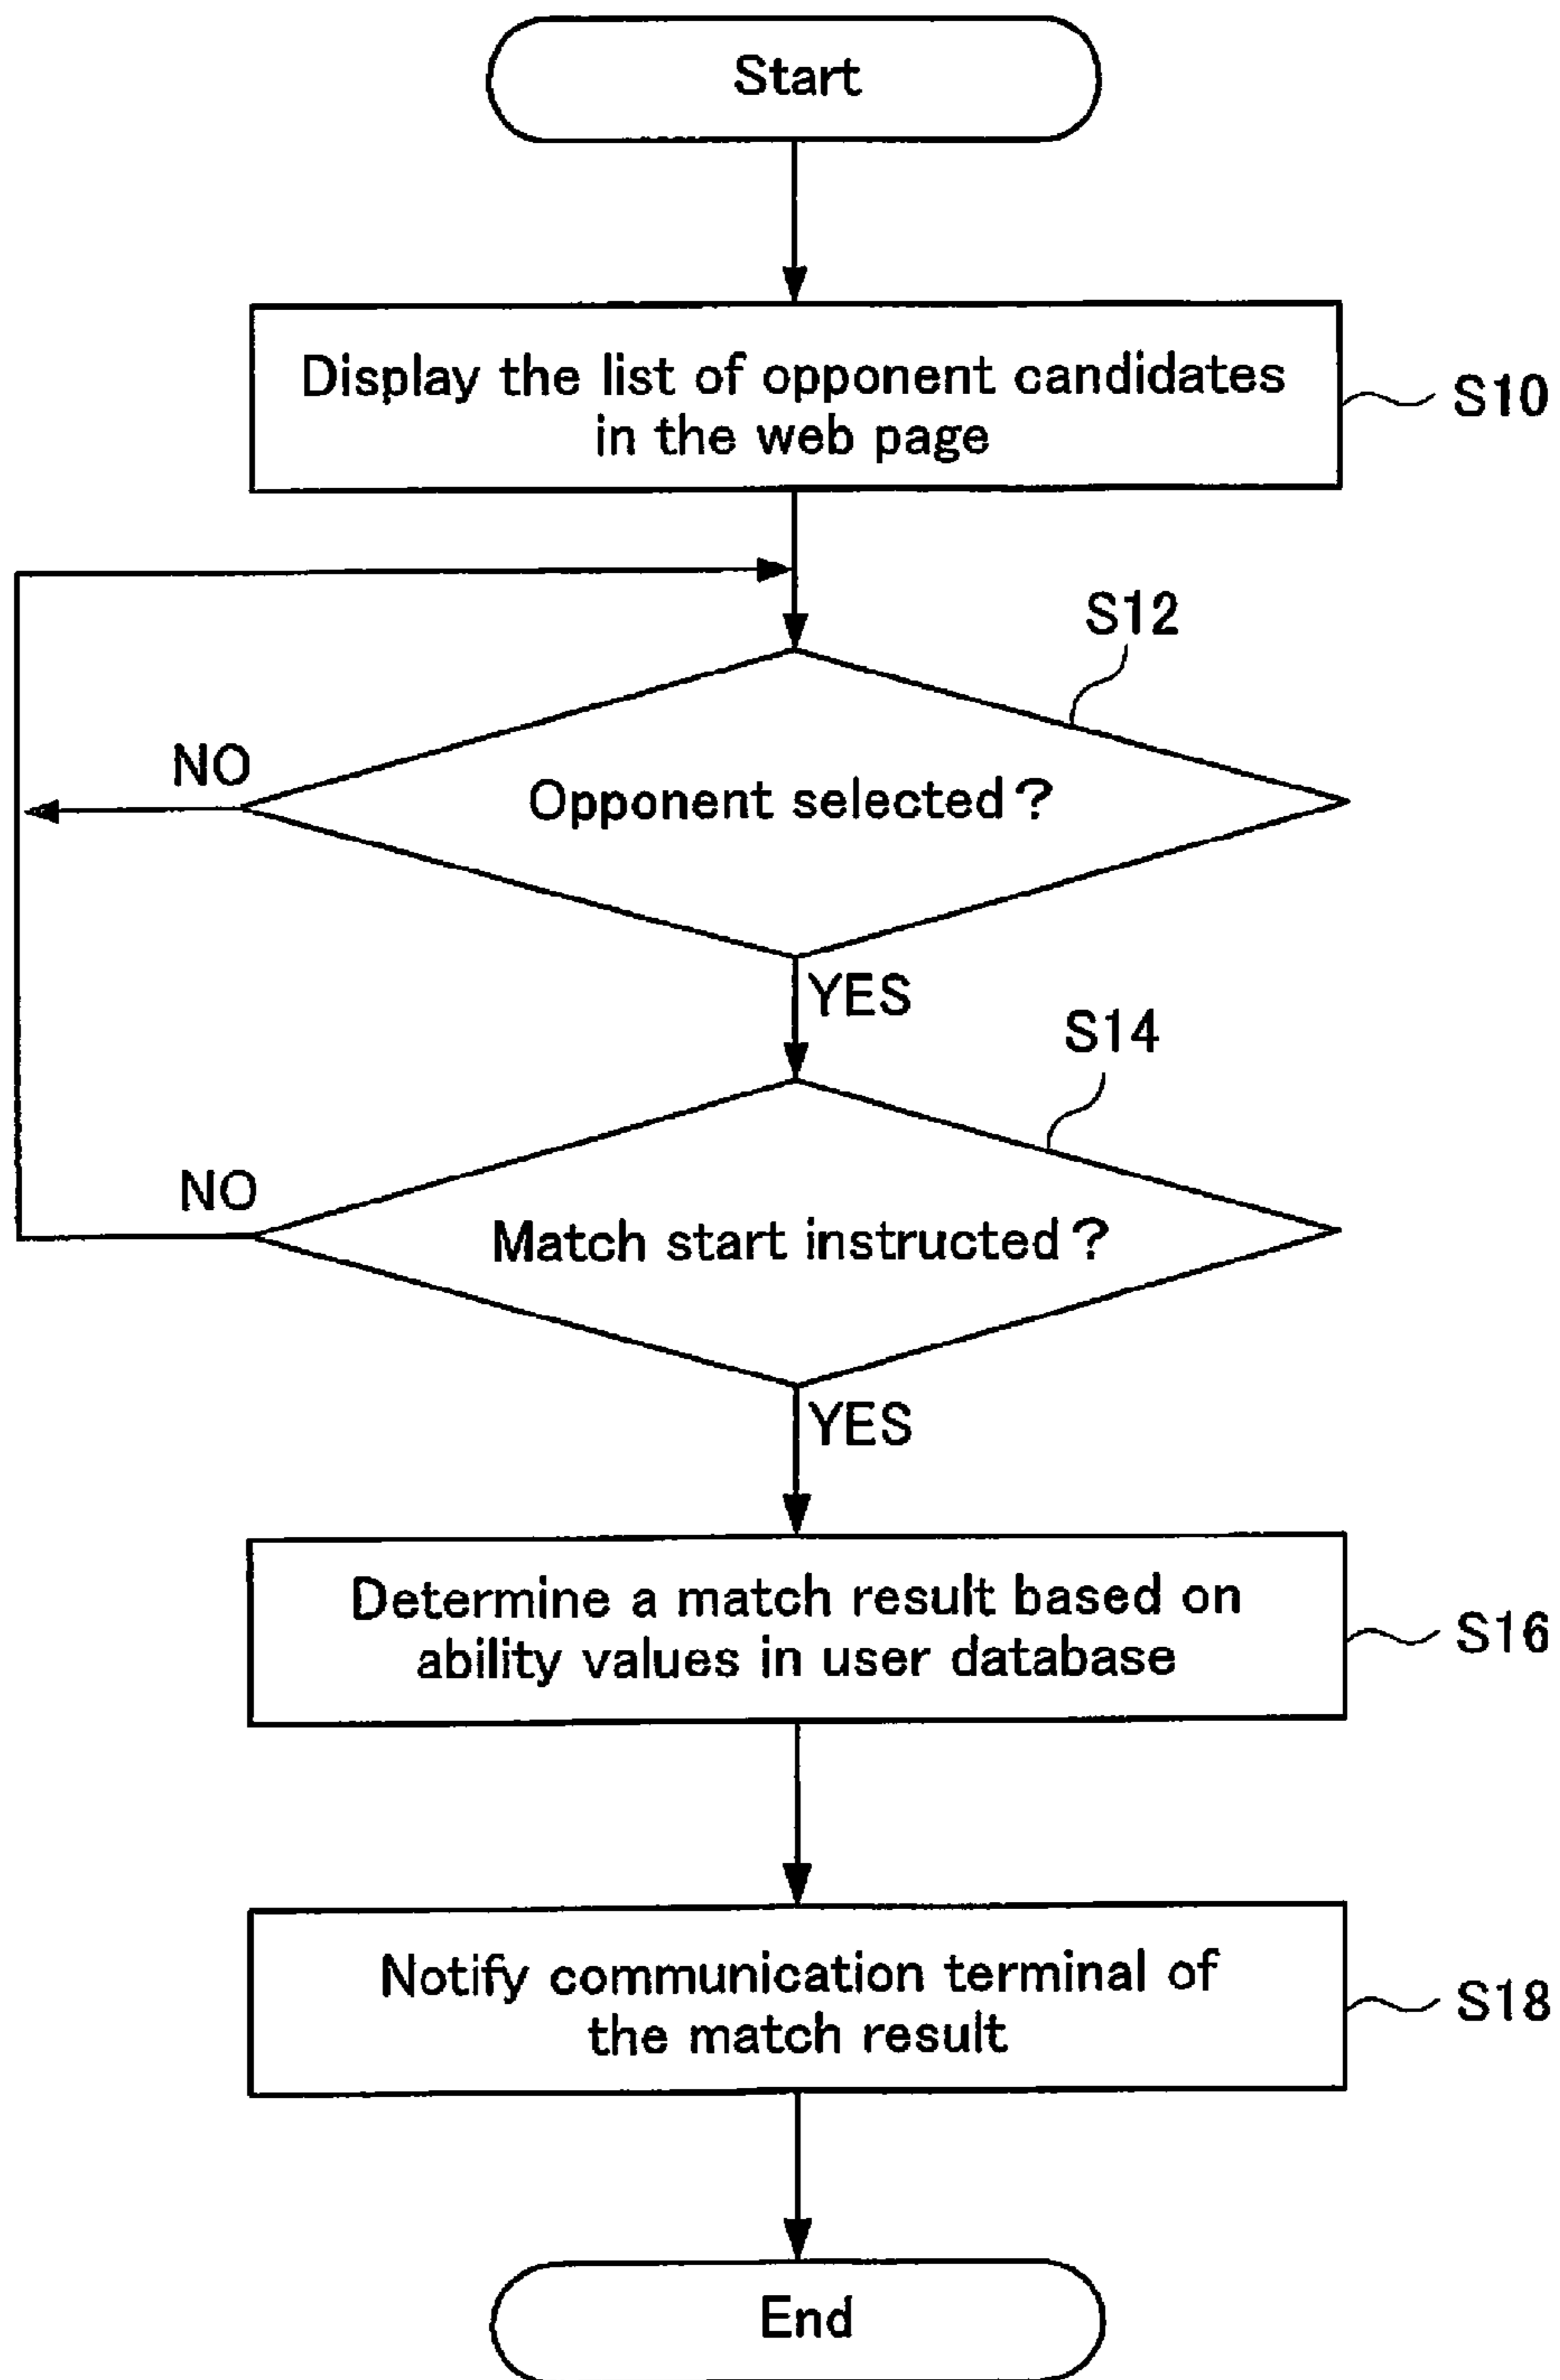 Start
Display the list of opponent candidates
in the web page
S10
S12
NO
Opponent selected?
YES
S14
NO
Match start instructed?
YES
Determine a match result based on
ability values in user database
S16
Notify communication terminal of
the match result
S18
End